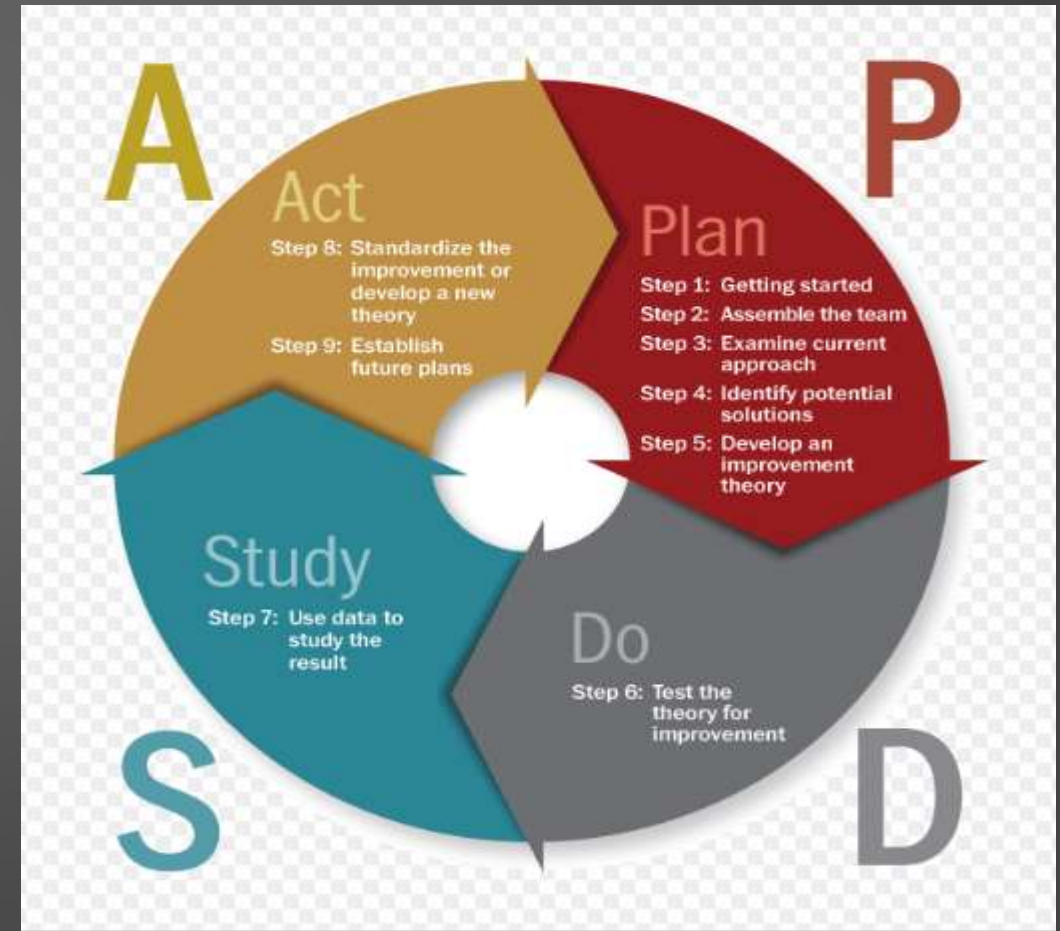 A
P
Act
Step 8: Standardize the
improvement or
develop a new
theory
Step 9: Establish
future plans
Plan
Step 1: Getting started
Step 2: Assemble the team
Step 3: Examine current
approach
Step 4: Identify potential
solutions
Step 5: Develop an
improvement
theory
Study
Step 7: Use data to
study the
result
Do
Step 6: Test the
theory for
improvement
S
D